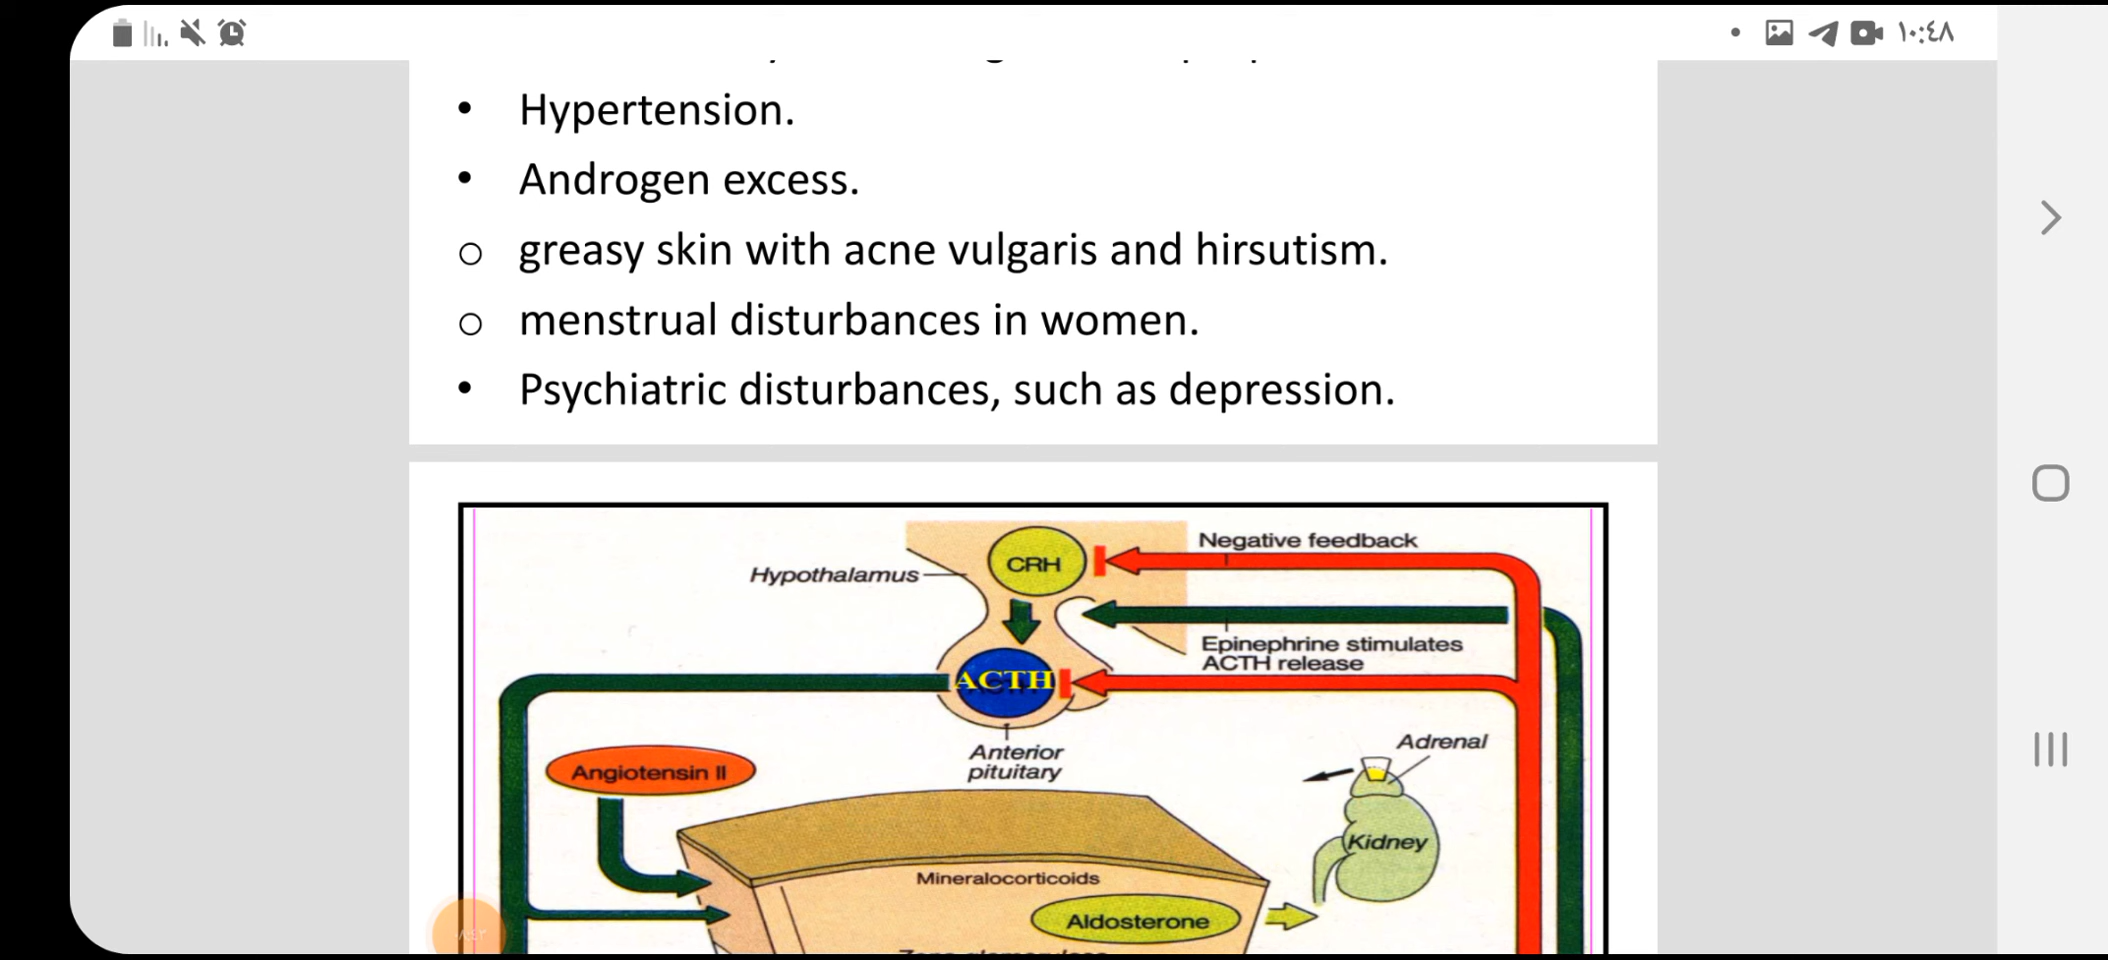 ١٠:٤٨
• Hypertension.
• Androgen excess.
o greasy skin with acne vulgaris and hirsutism.
o menstrual disturbances in women.
• Psychiatric disturbances, such as depression.
Negative feedback
CRH
Hypothalamus
Epinephrine stimulates
ACTH release
ACTH
Anterior
pituitary
Adrenal
Angiotensin II
Kidney
Mineralocorticoids
Aldosterone
٨:٤٣